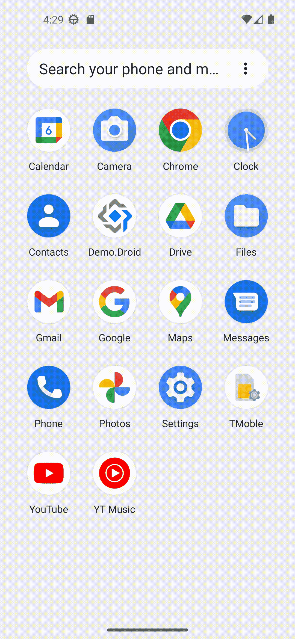 4:29
Search your phone and m...
6
Calendar Camera Chrome Clock
Contacts Demo.Droid Drive Files
Gmail Google Maps Messages
Phone Photos Settings TMoble
YouTube YT Music